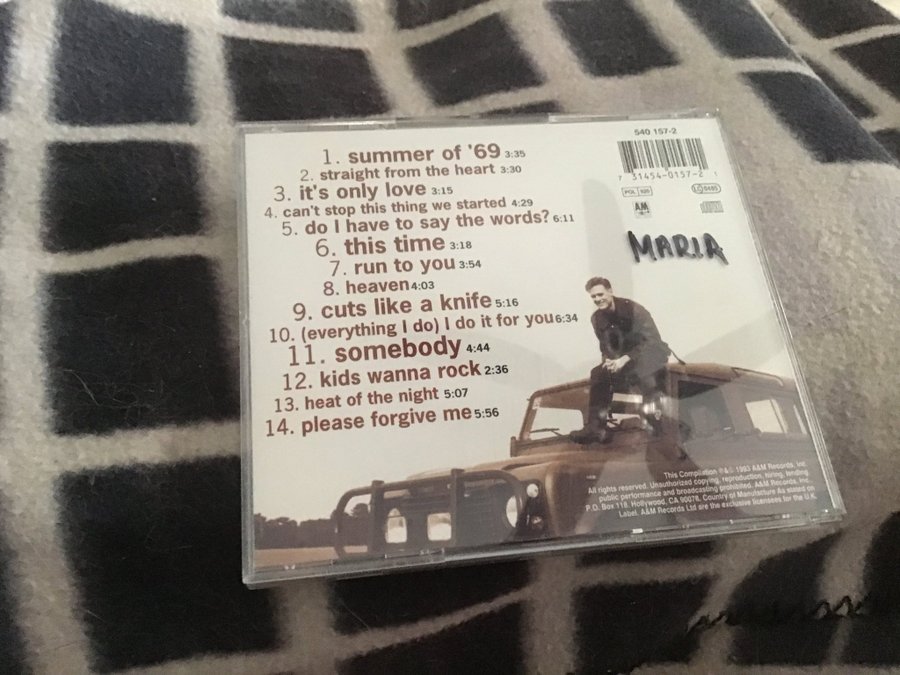 1. summer of '69 3:35
2. straight from the heart 3:30
3. it's only love 3:15
4. can't stop this thing we started 4:29
5. do I have to say the words? 6:11
6. this time 3:18
7. run to you 3:54
8. heaven 4:03
9. cuts like a knife 5:16
10. (everything I do) I do it for you 6:34
11. somebody 4:44
12. kids wanna rock 2:36
13. heat of the night 5:07
14. please forgive me 5:56
540 157-2
7 31454-0157-2 1
POL 920
LC 0485
A&M
MARIA
This Compilation ℗&© 1993 A&M Records, Inc.
All rights reserved. Unauthorized copying, reproduction, hiring, lending,
public performance and broadcasting prohibited. A&M Records, Inc.
P.O. Box 118, Hollywood, CA 90078. Country of Manufacture As stated on
Label. A&M Records Ltd are the exclusive licensees for the U.K.